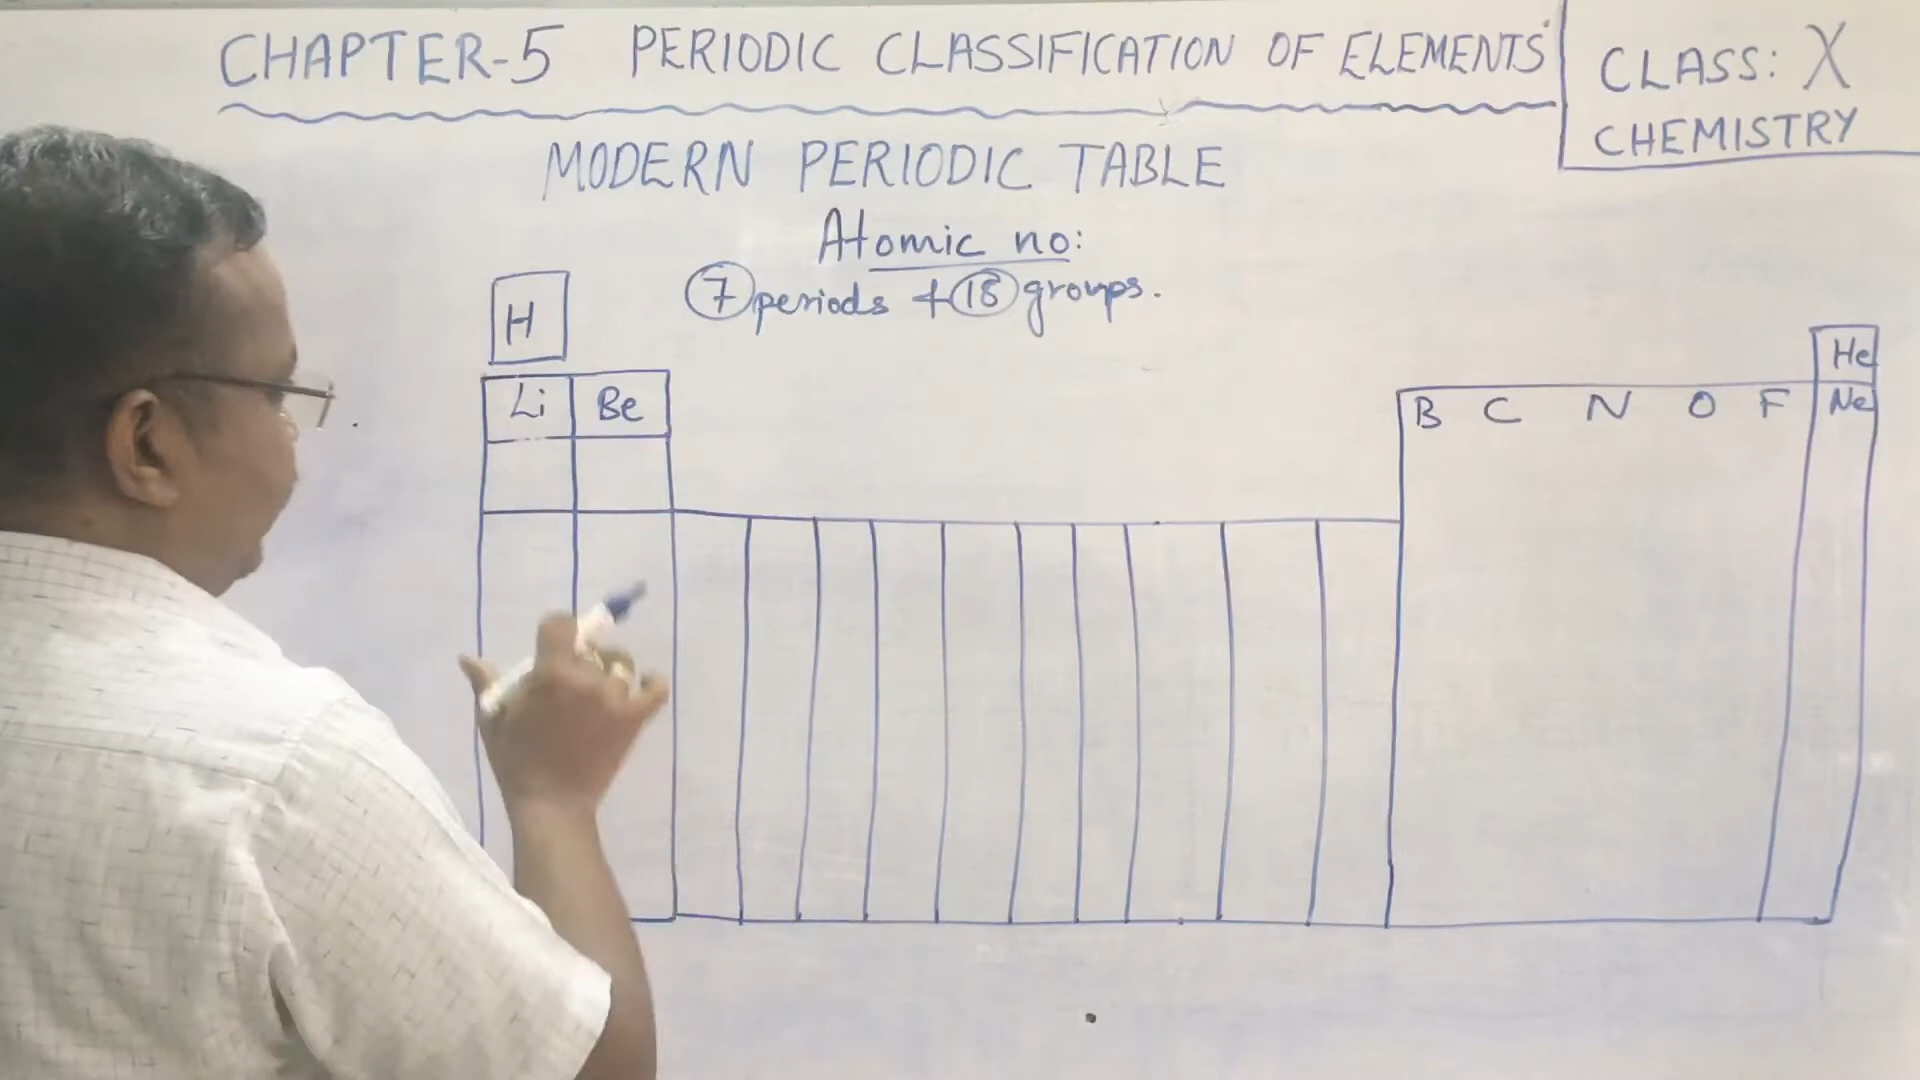 CHAPTER-5 PERIODIC CLASSIFICATION OF ELEMENTS
CLASS: X
CHEMISTRY
MODERN PERIODIC TABLE
Atomic no:
7 periods + 18 groups.
H
He
Li Be B C N O F Ne